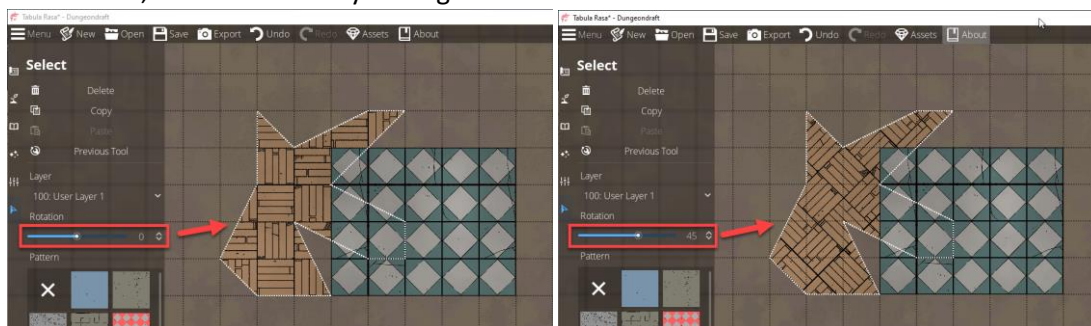 Tabula Rasa* - Dungeondraft
Menu New Open Save Export Undo Redo Assets About
Select
Delete
Copy
Paste
Previous Tool
Layer
100: User Layer 1
Rotation
0
Pattern
Tabula Rasa* - Dungeondraft
Menu New Open Save Export Undo Redo Assets About
Select
Delete
Copy
Paste
Previous Tool
Layer
100: User Layer 1
Rotation
45
Pattern